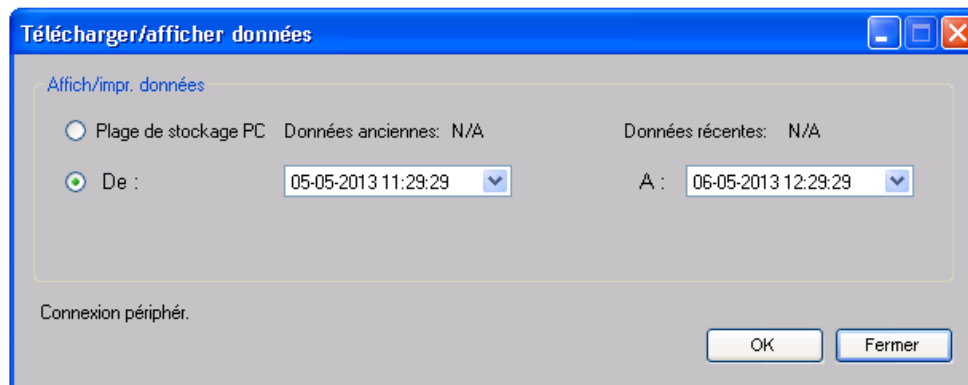 Télécharger/afficher données
Affich/impr. données
Plage de stockage PC Données anciennes: N/A Données récentes: N/A
De : 05-05-2013 11:29:29 A : 06-05-2013 12:29:29
Connexion périphér.
OK Fermer